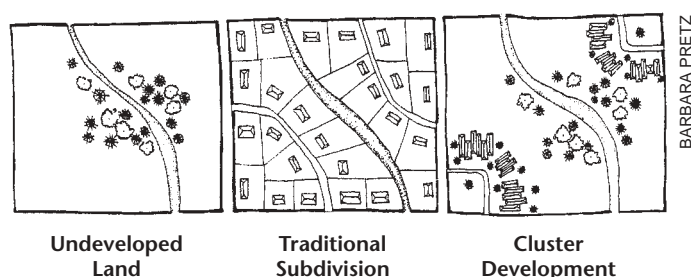 BARBARA PRETZ
Undeveloped
Land
Traditional
Subdivision
Cluster
Development